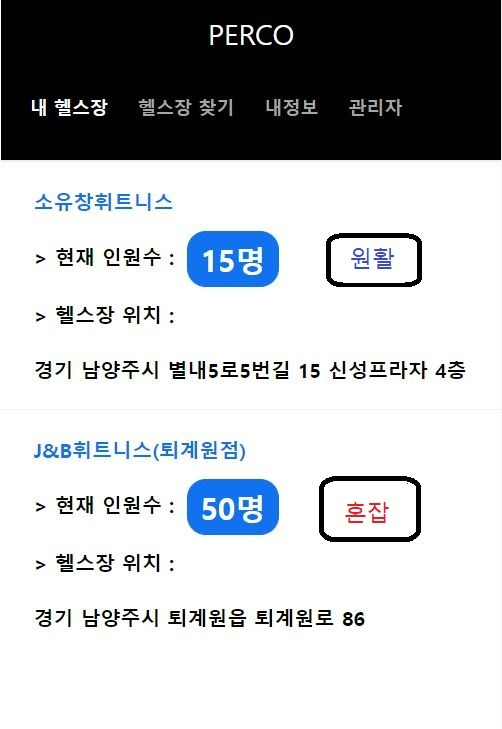 PERCO
내 헬스장 헬스장 찾기 내정보 관리자
소유창휘트니스
> 현재 인원수 : 15명 원활
> 헬스장 위치 :
경기 남양주시 별내5로5번길 15 신성프라자 4층
J&B휘트니스(퇴계원점)
> 현재 인원수 : 50명 혼잡
> 헬스장 위치 :
경기 남양주시 퇴계원읍 퇴계원로 86